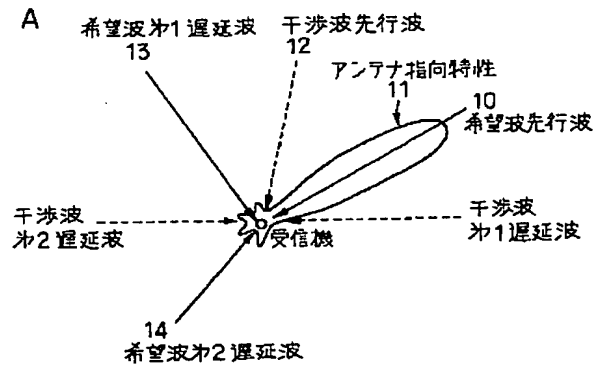 A
希望波第1遅延波
13
干渉波先行波
12
アンテナ指向特性
11
10
希望波先行波
干渉波
第2遅延波
受信機
干渉波
第1遅延波
14
希望波第2遅延波